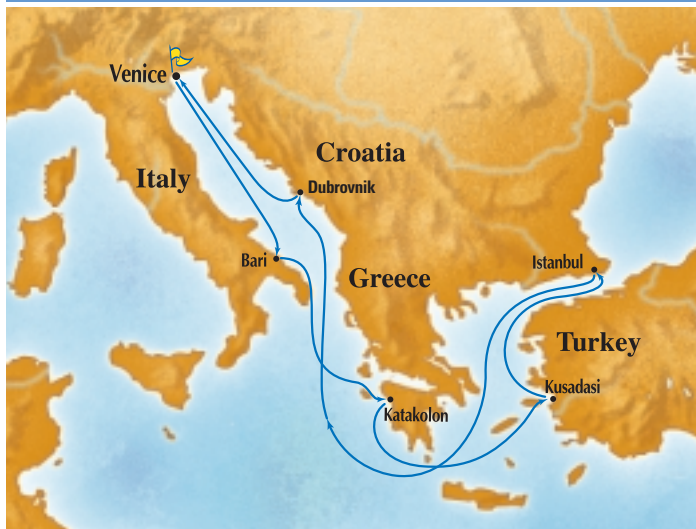 Venice
Croatia
Italy
Dubrovnik
Bari
Istanbul
Greece
Turkey
Kusadasi
Katakolon